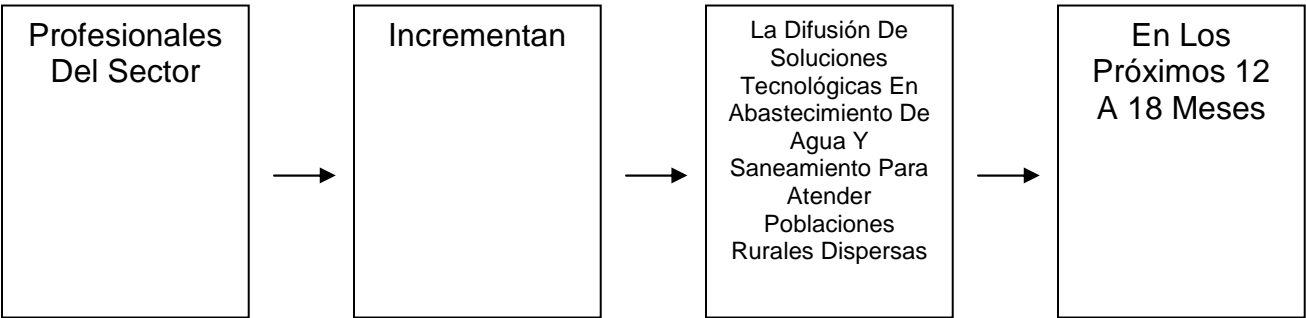 Profesionales
Del Sector
Incrementan
La Difusión De
Soluciones
Tecnológicas En
Abastecimiento De
Agua Y
Saneamiento Para
Atender
Poblaciones
Rurales Dispersas
En Los
Próximos 12
A 18 Meses